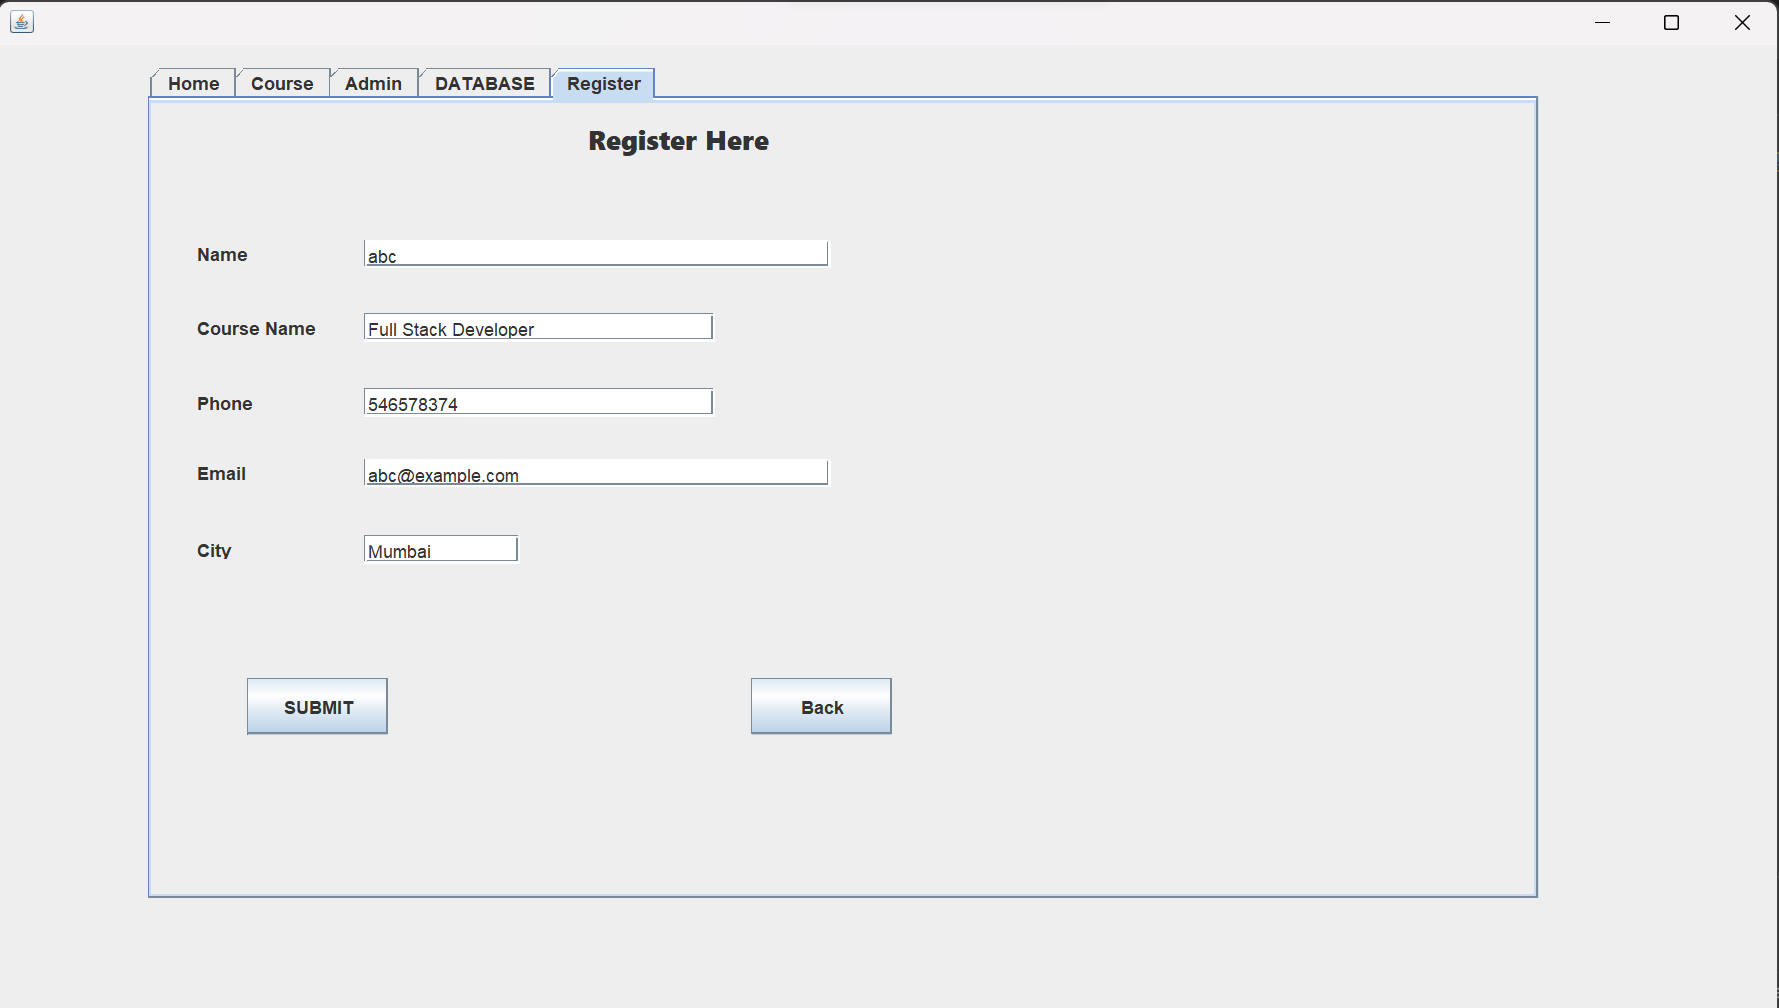 Home Course Admin DATABASE Register
Register Here
Name abc
Course Name Full Stack Developer
Phone 546578374
Email abc@example.com
City Mumbai
SUBMIT Back